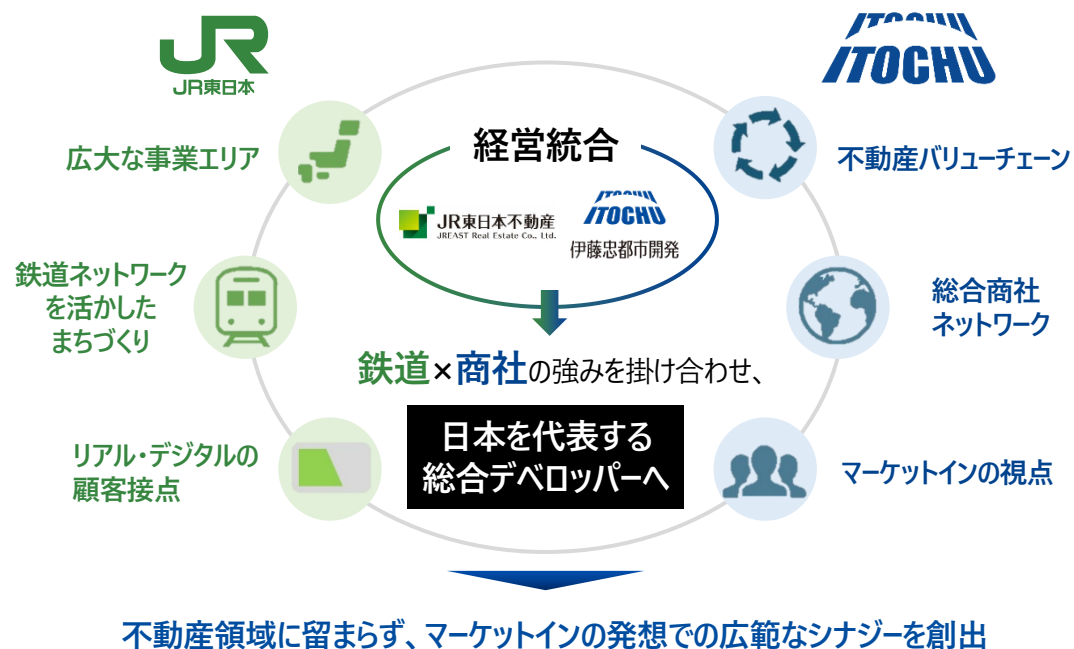 JR
JR東日本
ITOCHU
ITOCHU
広大な事業エリア
経営統合
不動産バリューチェーン
JR東日本不動産
JREAST Real Estate Co., Ltd.
ITOCHU
ITOCHU
伊藤忠都市開発
鉄道ネットワーク
を活かした
まちづくり
総合商社
ネットワーク
鉄道×商社の強みを掛け合わせ、
日本を代表する
総合デベロッパーへ
リアル・デジタルの
顧客接点
マーケットインの視点
不動産領域に留まらず、マーケットインの発想での広範なシナジーを創出